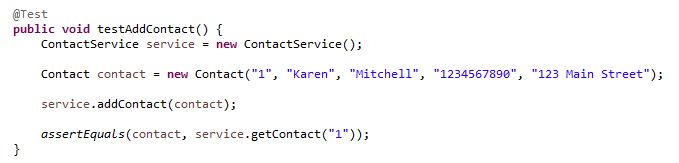 @Test
public void testAddContact() {
    ContactService service = new ContactService();
    Contact contact = new Contact("1", "Karen", "Mitchell", "1234567890", "123 Main Street");
    service.addContact(contact);
    assertEquals(contact, service.getContact("1"));
}